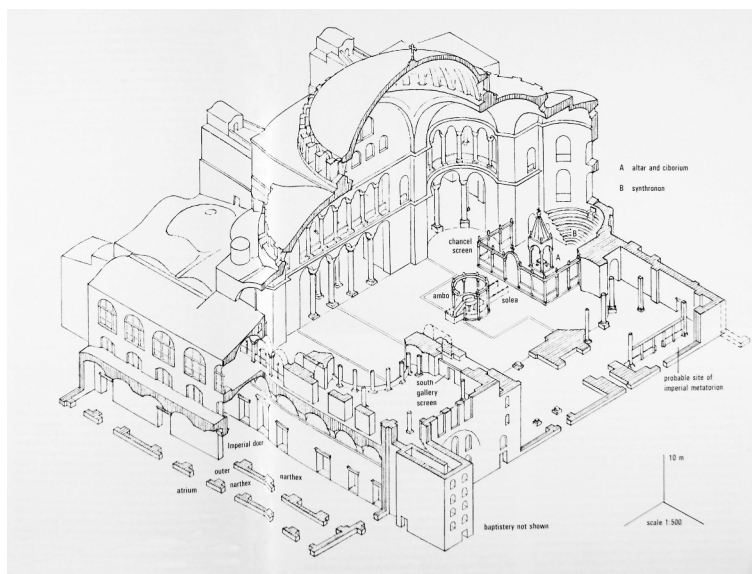 A altar and ciborium
B synthronon
chancel
screen
B
A
ambo
solea
south
gallery
screen
probable site of
imperial metatorion
Imperial door
outer
narthex
narthex
atrium
10 m
scale 1:500
baptistery not shown